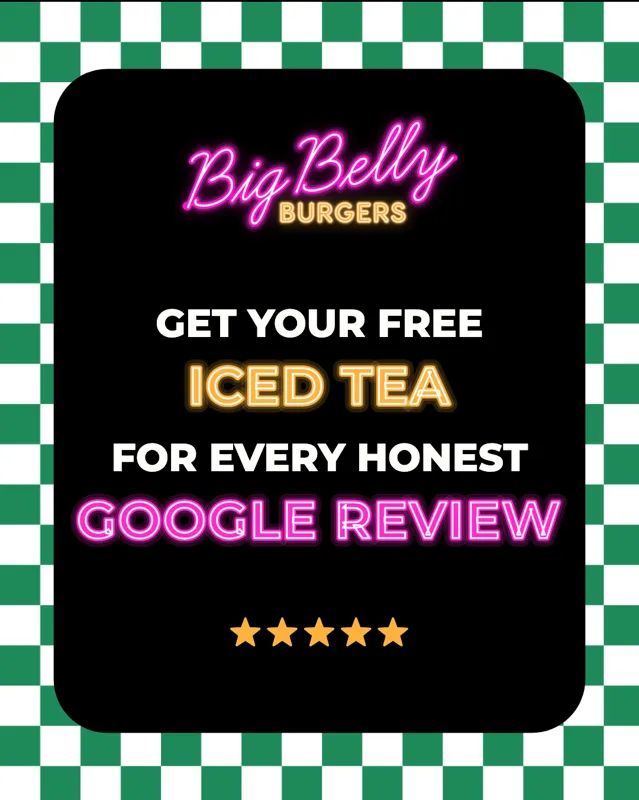 Big Belly
BURGERS
GET YOUR FREE
ICED TEA
FOR EVERY HONEST
GOOGLE REVIEW